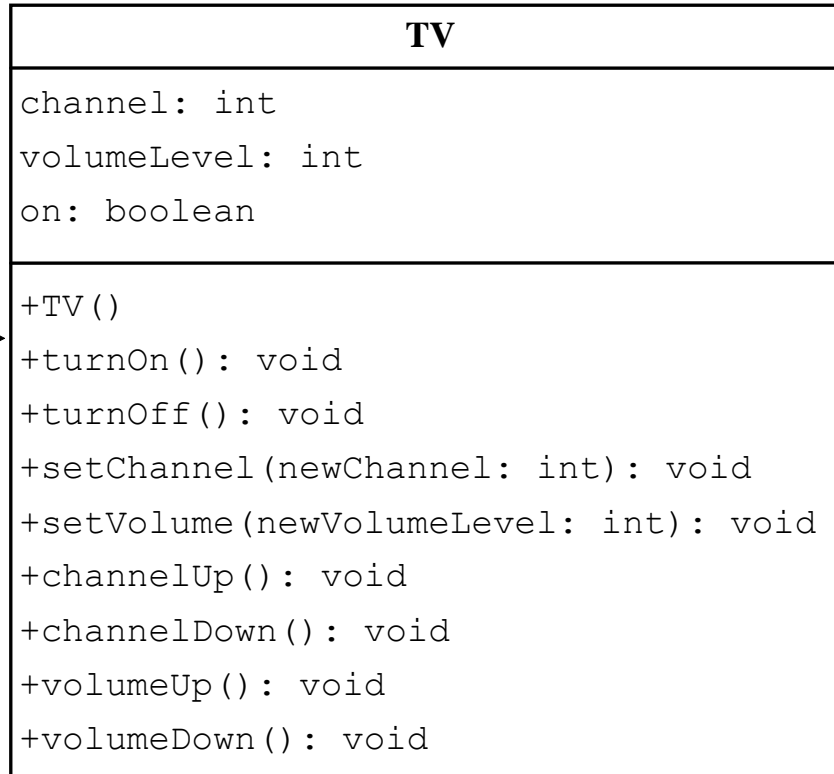 TV
channel: int
volumeLevel: int
on: boolean
+TV()
+turnOn(): void
+turnOff(): void
+setChannel(newChannel: int): void
+setVolume(newVolumeLevel: int): void
+channelUp(): void
+channelDown(): void
+volumeUp(): void
+volumeDown(): void